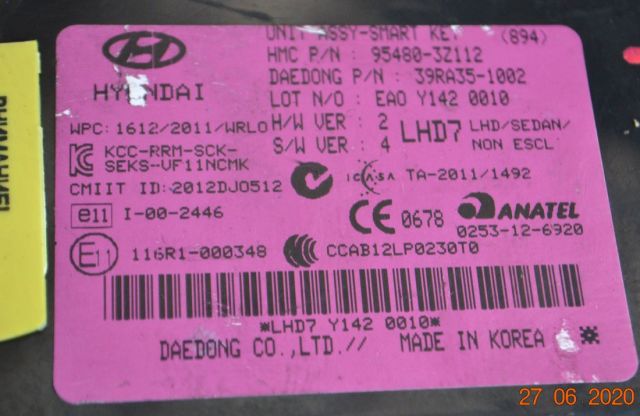 UNIT ASSY-SMART KEY (894)
HMC P/N : 95480-3Z112
HYUNDAI
DAEDONG P/N : 39RA35-1002
LOT N/O : EAO Y142 0010
WPC: 1612/2011/WRLO
H/W VER : 2
S/W VER : 4
LHD7
LHD/SEDAN/
NON ESCL
KCC-RRM-SCK-
SEKS-VF11NCMK
CMIIT ID: 2012DJ0512
ICASA TA-2011/1492
e11 I-00-2446
CE 0678
ANATEL
0253-12-6920
E11 116R1-000348
CCAB12LP0230T0
*LHD7 Y142 0010*
DAEDONG CO.,LTD.// MADE IN KOREA
27 06 2020